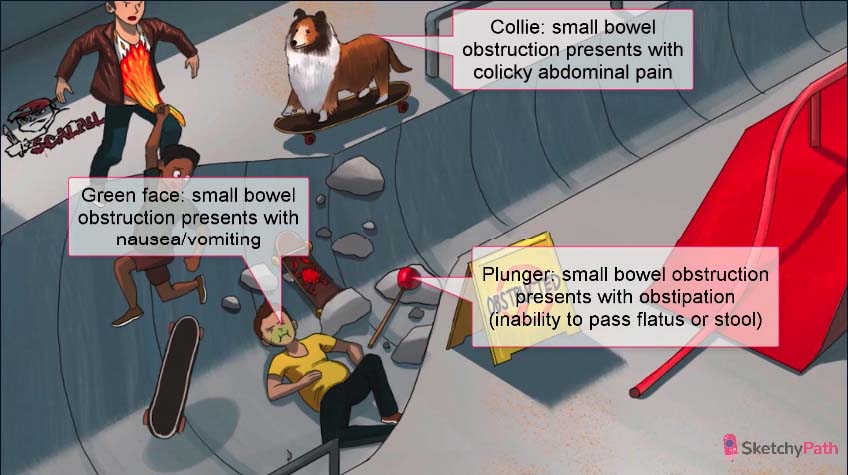 Collie: small bowel
obstruction presents with
colicky abdominal pain
SCALPEL
Green face: small bowel
obstruction presents with
nausea/vomiting
Plunger: small bowel obstruction
presents with obstipation
(inability to pass flatus or stool)
OBSTRUCTED
SketchyPath